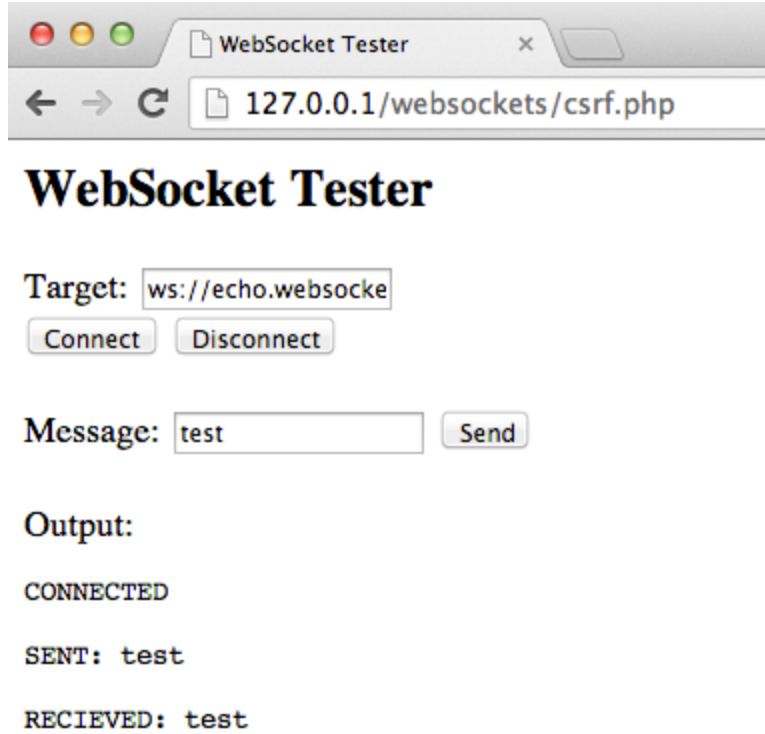 WebSocket Tester
127.0.0.1/websockets/csrf.php
WebSocket Tester
Target: ws://echo.websocke
Connect Disconnect
Message: test Send
Output:
CONNECTED
SENT: test
RECIEVED: test